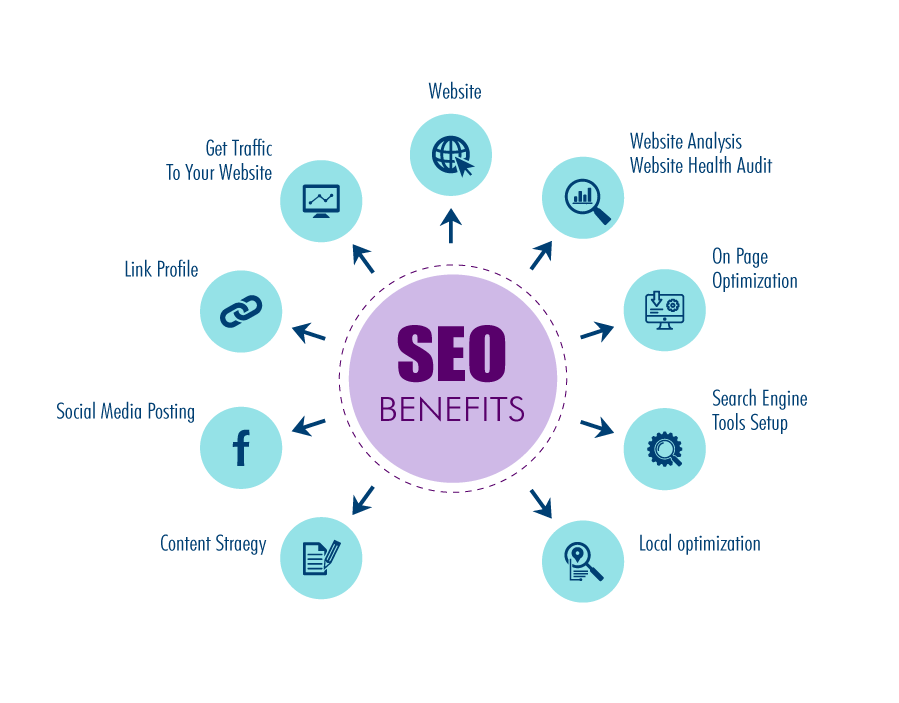 Website
Website Analysis
Website Health Audit
On Page
Optimization
Search Engine
Tools Setup
Local optimization
Content Straegy
Social Media Posting
Link Profile
Get Traffic
To Your Website
SEO
BENEFITS